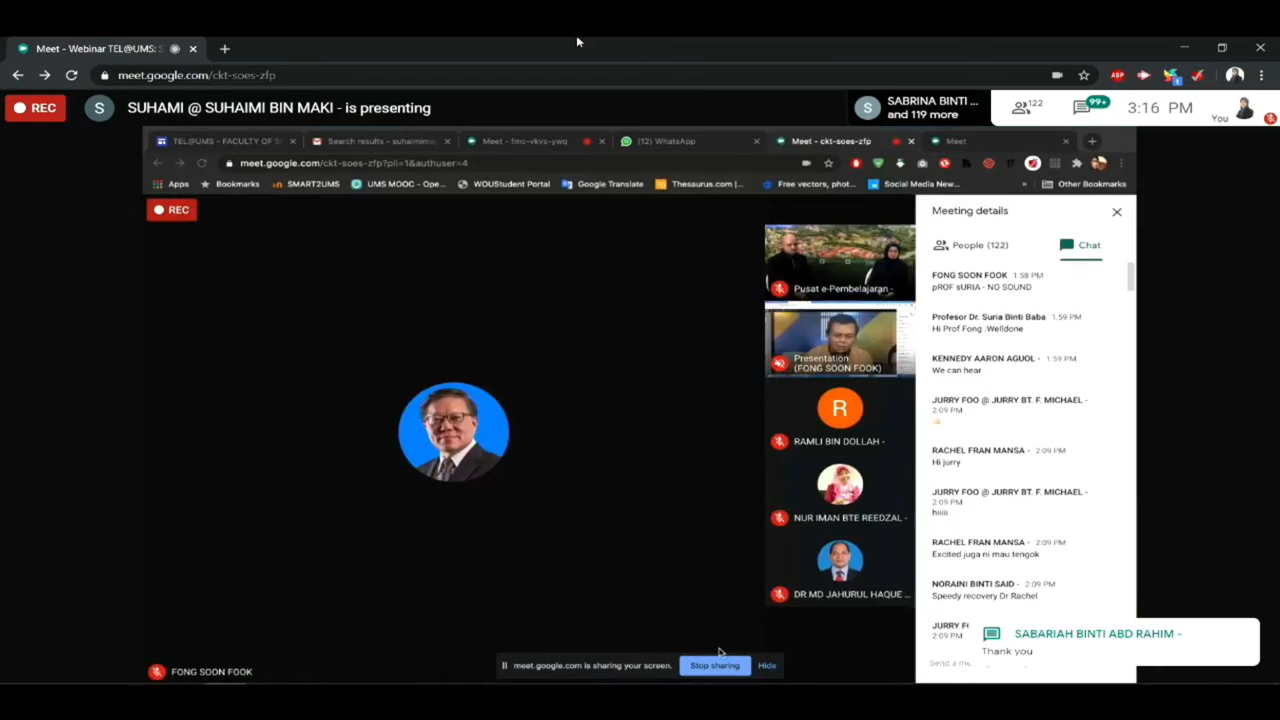 Meet - Webinar TEL@UMS: S
meet.google.com/ckt-soes-zfp
ABP
1
REC
S
SUHAMI @ SUHAIMI BIN MAKI - is presenting
S
SABRINA BINTI ...
and 119 more
122
99+
3:16 PM
You
TEL@UMS - FACULTY OF S
Search results - suhaimim
Meet - fmc-vkvs-ywq
(12) WhatsApp
Meet - ckt-soes-zfp
Meet
meet.google.com/ckt-soes-zfp?pli=1&authuser=4
Apps
Bookmarks
SMART2UMS
UMS MOOC - Ope...
WOUStudent Portal
Google Translate
Thesaurus.com |...
Free vectors, phot...
Social Media New...
»
Other Bookmarks
REC
Meeting details
People (122)
Chat
FONG SOON FOOK 1:58 PM
pROF sURIA - NO SOUND
Profesor Dr. Suria Binti Baba 1:59 PM
Hi Prof Fong .Welldone
KENNEDY AARON AGUOL - 1:59 PM
We can hear
JURRY FOO @ JURRY BT. F. MICHAEL -
2:09 PM
RACHEL FRAN MANSA - 2:09 PM
Hi jurry
JURRY FOO @ JURRY BT. F. MICHAEL -
2:09 PM
hiiiii
RACHEL FRAN MANSA - 2:09 PM
Excited juga ni mau tengok
NORAINI BINTI SAID - 2:09 PM
Speedy recovery Dr Rachel
JURRY F
2:09 PM
Send a me
Pusat e-Pembelajaran -
Presentation
(FONG SOON FOOK)
R
RAMLI BIN DOLLAH -
NUR IMAN BTE REEDZAL -
DR MD JAHURUL HAQUE ...
SABARIAH BINTI ABD RAHIM -
Thank you
FONG SOON FOOK
meet.google.com is sharing your screen.
Stop sharing
Hide